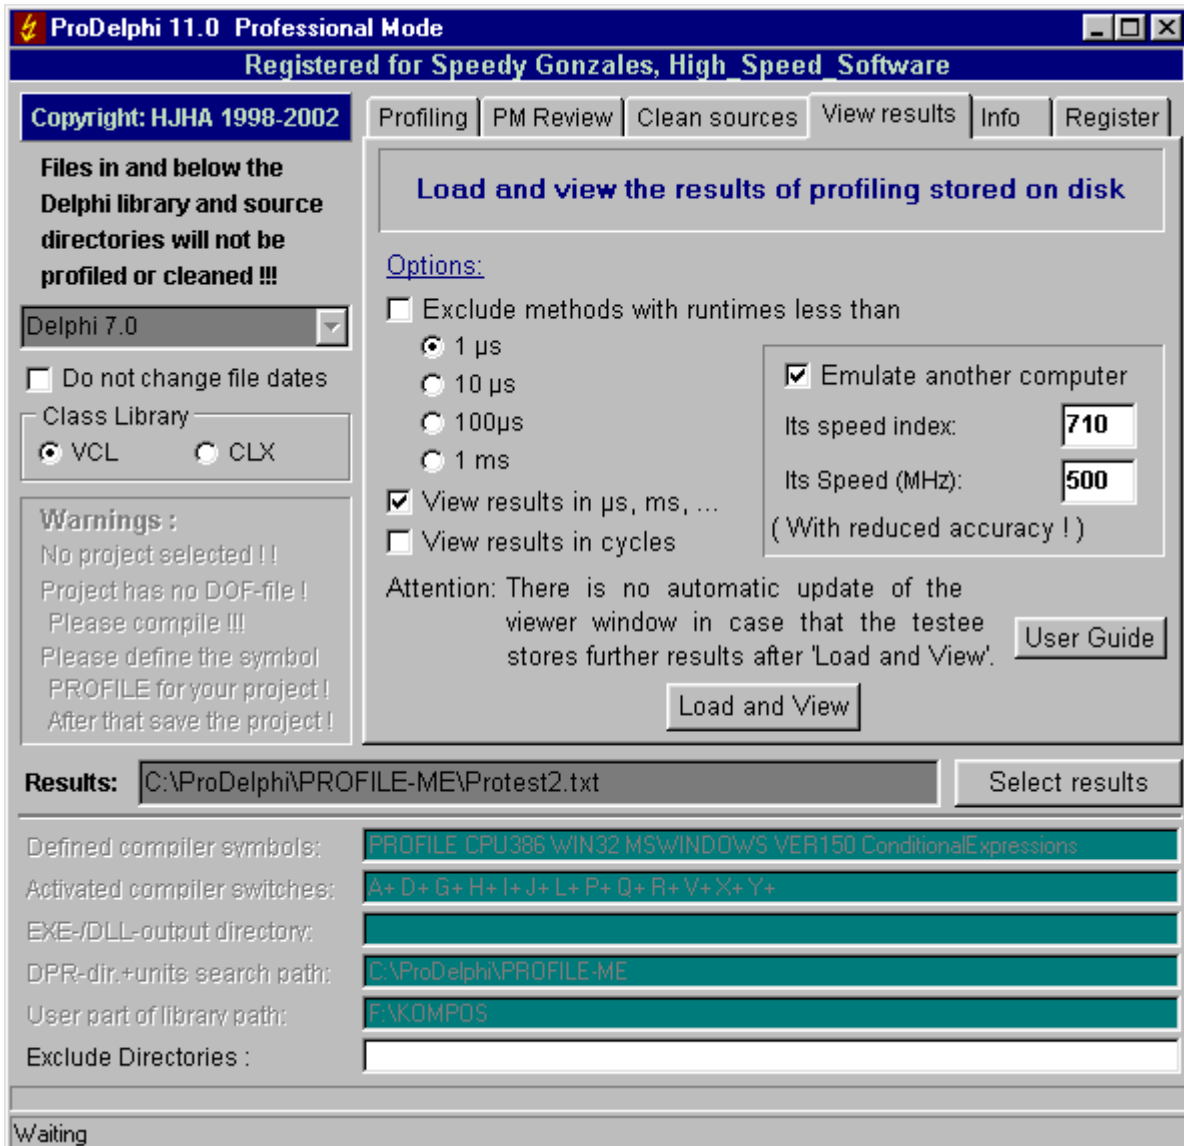 ProDelphi 11.0 Professional Mode
Registered for Speedy Gonzales, High_Speed_Software
Copyright: HJHA 1998-2002
Files in and below the
Delphi library and source
directories will not be
profiled or cleaned !!!
Delphi 7.0
Do not change file dates
Class Library
VCL CLX
Warnings :
No project selected ! !
Project has no DOF-file !
Please compile !!!
Please define the symbol
PROFILE for your project !
After that save the project !
Profiling PM Review Clean sources View results Info Register
Load and view the results of profiling stored on disk
Options:
Exclude methods with runtimes less than
1 µs
10 µs
100µs
1 ms
View results in µs, ms, ...
View results in cycles
Emulate another computer
Its speed index: 710
Its Speed (MHz): 500
( With reduced accuracy ! )
Attention: There is no automatic update of the
viewer window in case that the testee
stores further results after 'Load and View'.
User Guide
Load and View
Results: C:\ProDelphi\PROFILE-ME\Protest2.txt Select results
Defined compiler symbols: PROFILE CPU386 WIN32 MSWINDOWS VER150 ConditionalExpressions
Activated compiler switches: A+ D+ G+ H+ I+ J+ L+ P+ Q+ R+ V+ X+ Y+
EXE-/DLL-output directory:
DPR-dir.+units search path: C:\ProDelphi\PROFILE-ME
User part of library path: F:\KOMPOS
Exclude Directories :
Waiting